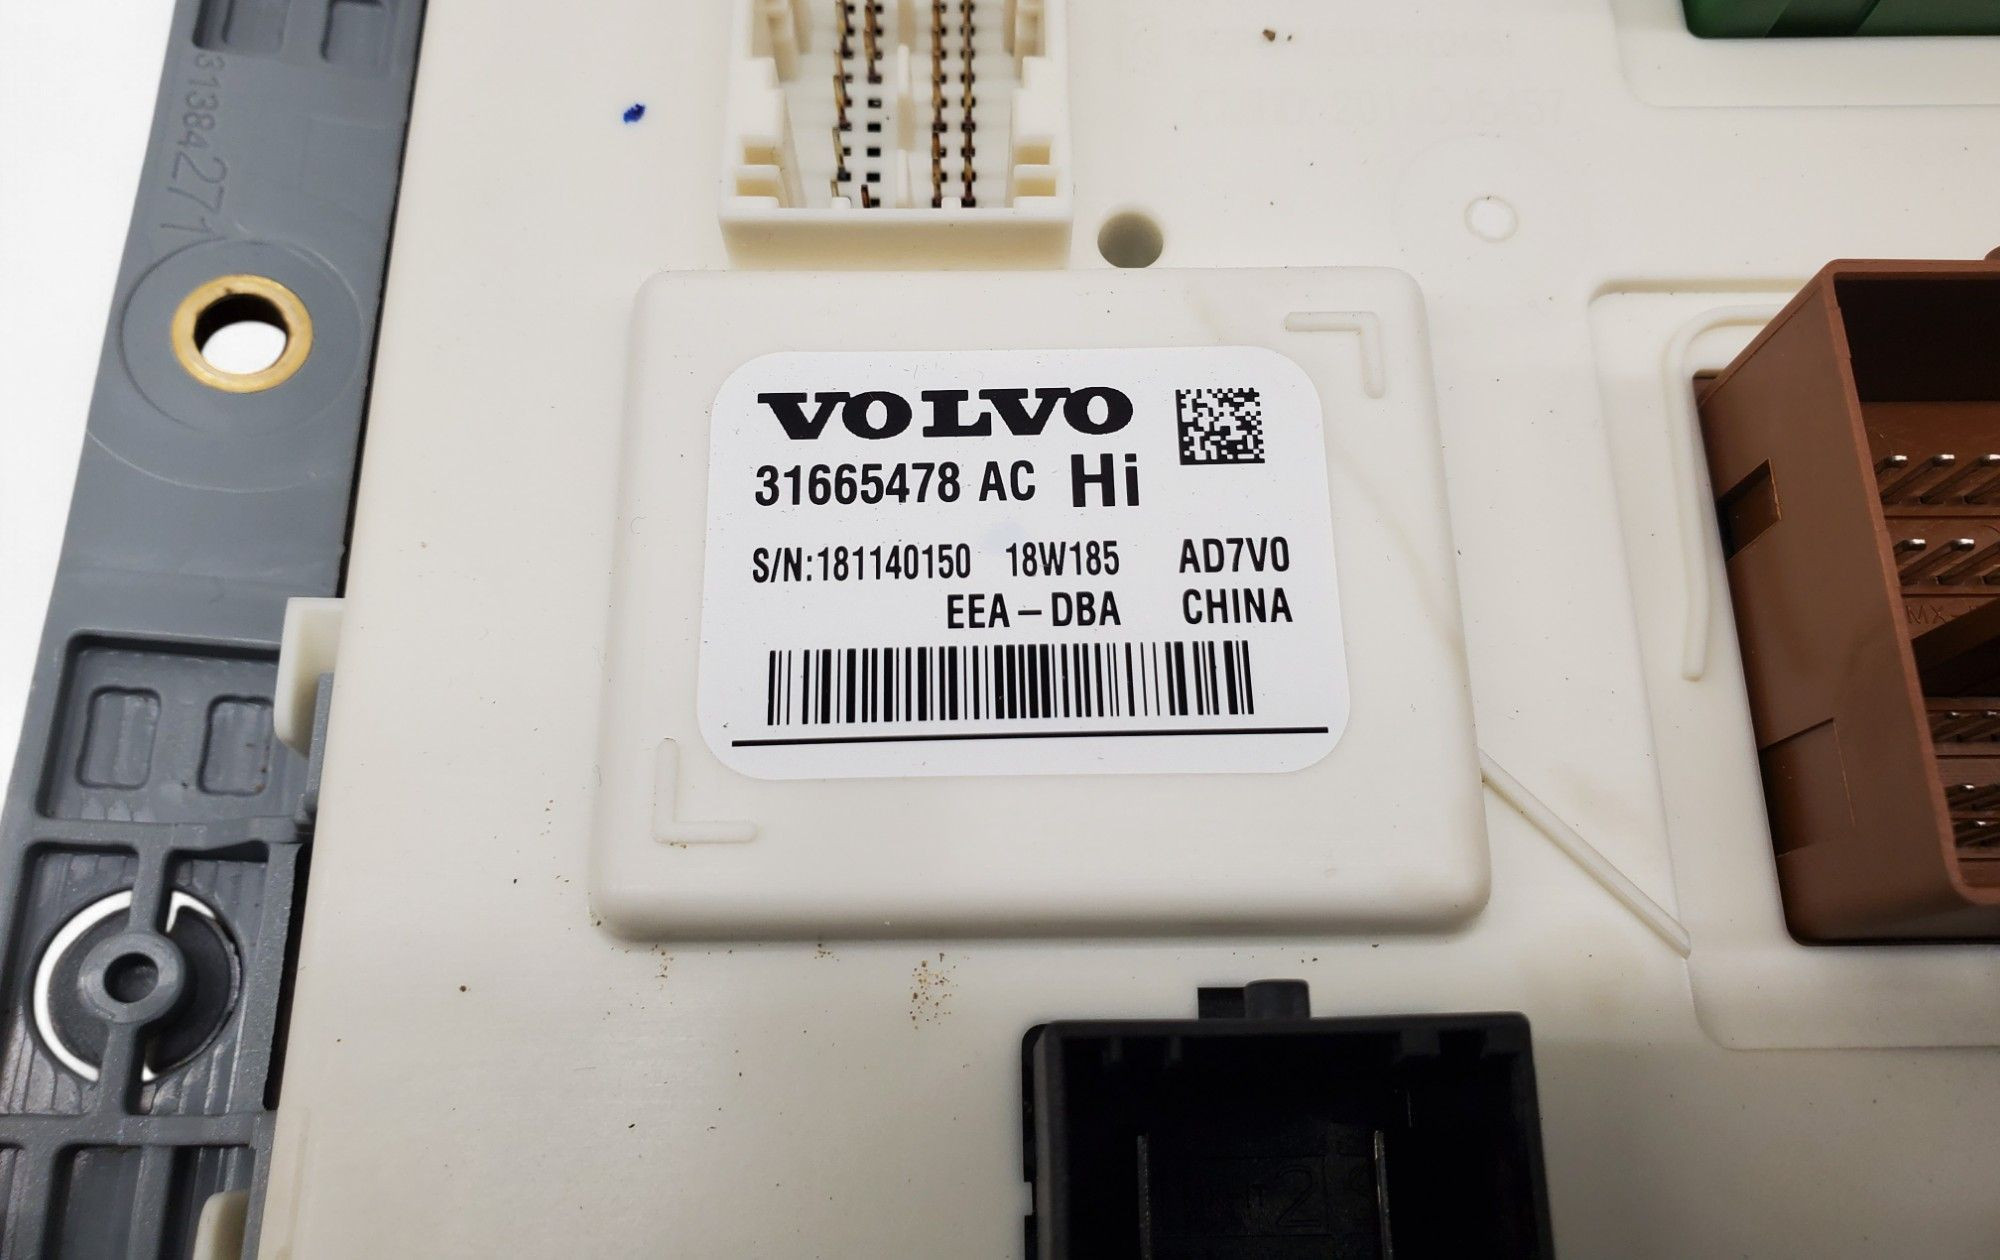 31384271
VOLVO
31665478 AC Hi
S/N:181140150 18W185 AD7V0
EEA-DBA CHINA